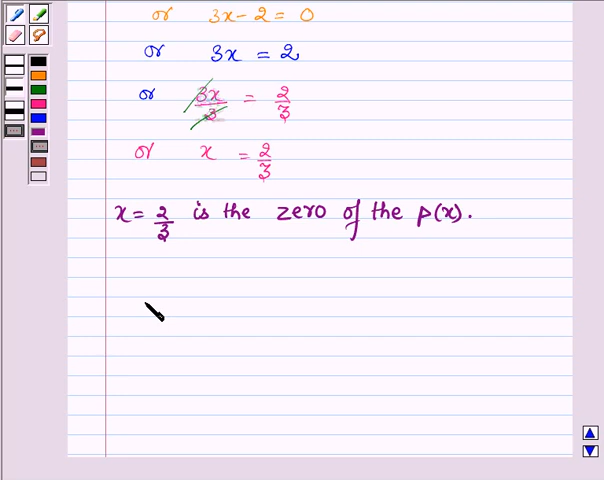 or 3x - 2 = 0
or 3x = 2
or 3x/3 = 2/3
or x = 2/3
x = 2/3 is the zero of the p(x).